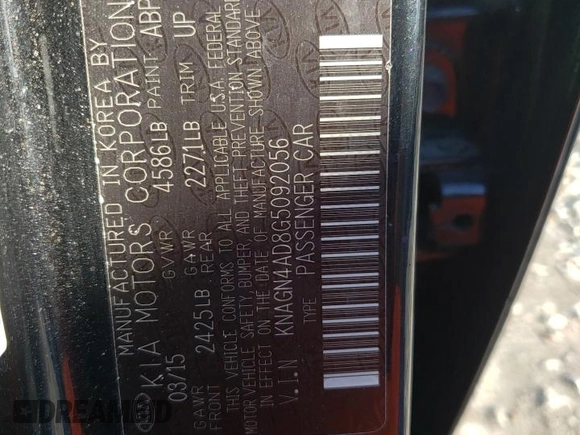 MANUFACTURED IN KOREA BY
KIA MOTORS CORPORATION
03/15 GVWR 4586LB PAINT ABP
GAWR FRONT 2425LB GAWR REAR 2271LB TRIM UP
THIS VEHICLE CONFORMS TO ALL APPLICABLE U.S.A. FEDERAL
MOTOR VEHICLE SAFETY, BUMPER, AND THEFT PREVENTION STANDARD
IN EFFECT ON THE DATE OF MANUFACTURE SHOWN ABOVE
V.I.N KNAGN4AD8G5092056
TYPE PASSENGER CAR
DREAMBID